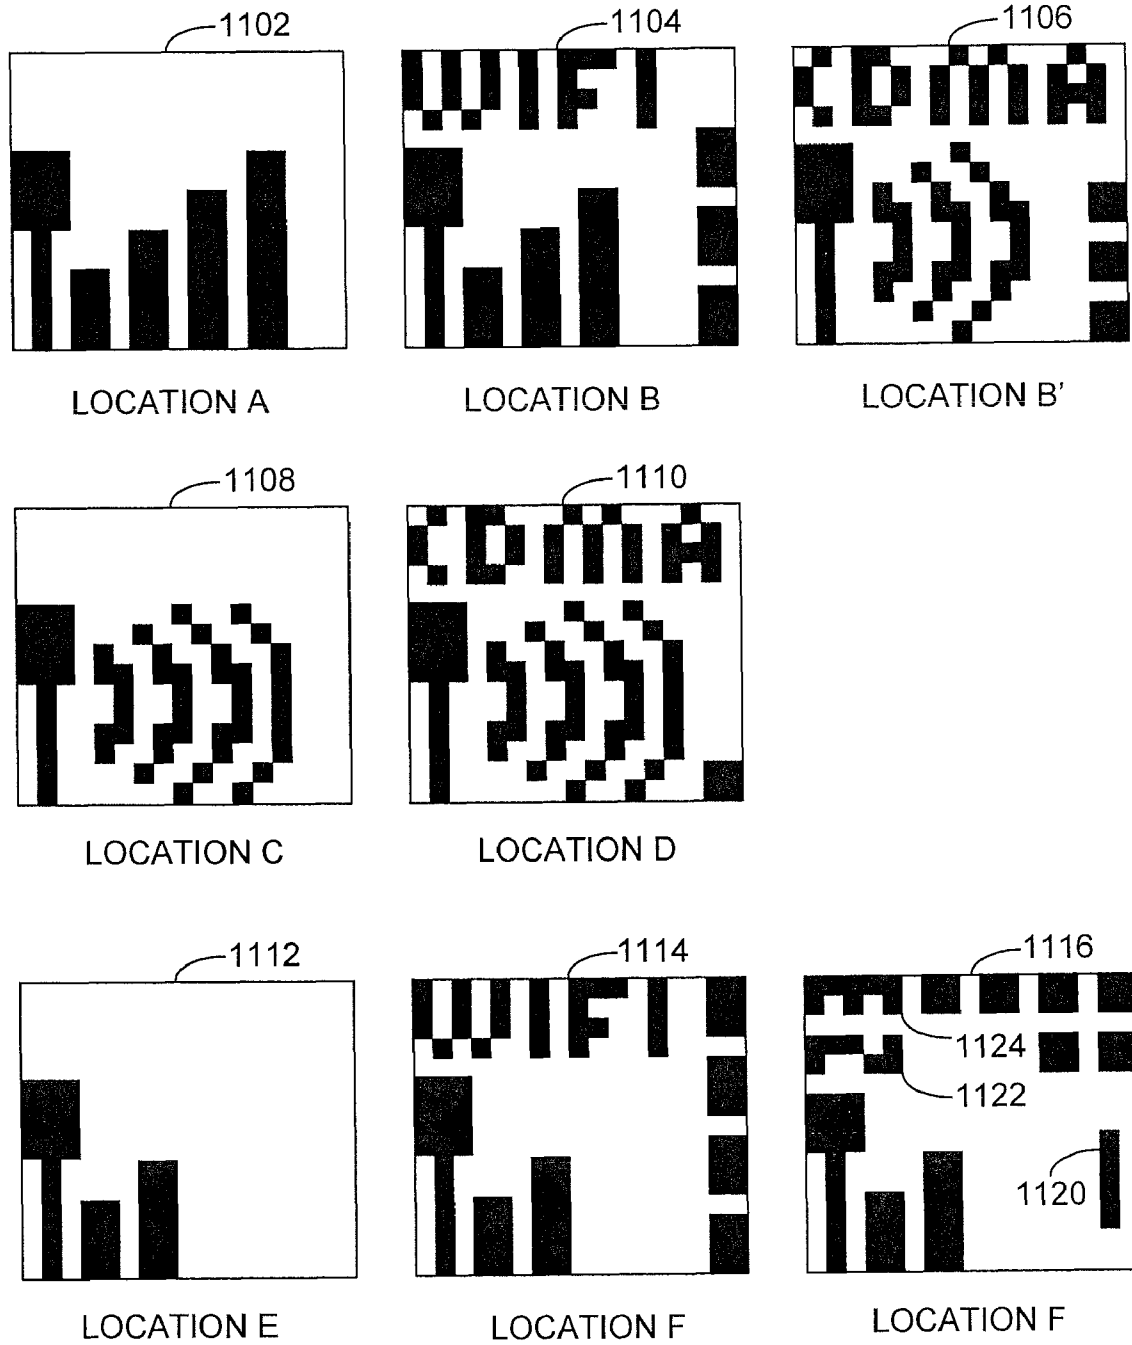 1102 1104 1106
WIFI CDMA
LOCATION A LOCATION B LOCATION B'
1108 1110
CDMA
LOCATION C LOCATION D
1112 1114 1116
WIFI
1124
1122
1120
LOCATION E LOCATION F LOCATION F